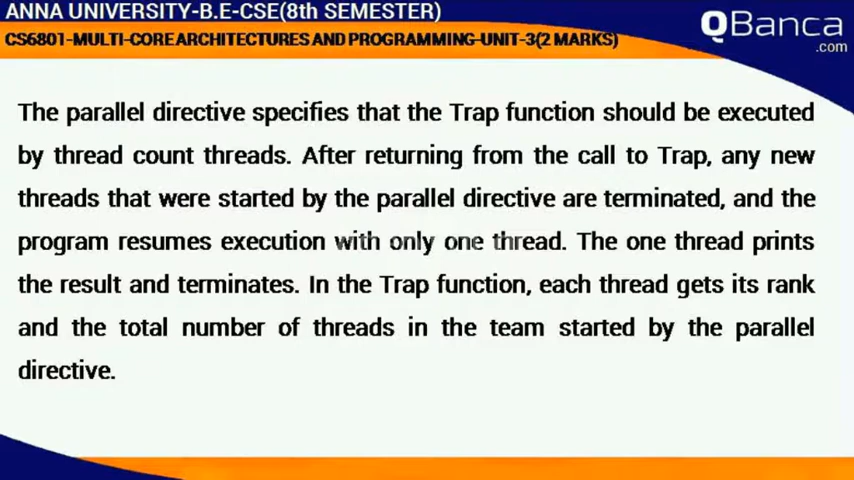 ANNA UNIVERSITY-B.E-CSE(8th SEMESTER)
CS6801-MULTI-CORE ARCHITECTURES AND PROGRAMMING-UNIT-3(2 MARKS)
QBanca
.com
The parallel directive specifies that the Trap function should be executed
by thread count threads. After returning from the call to Trap, any new
threads that were started by the parallel directive are terminated, and the
program resumes execution with only one thread. The one thread prints
the result and terminates. In the Trap function, each thread gets its rank
and the total number of threads in the team started by the parallel
directive.